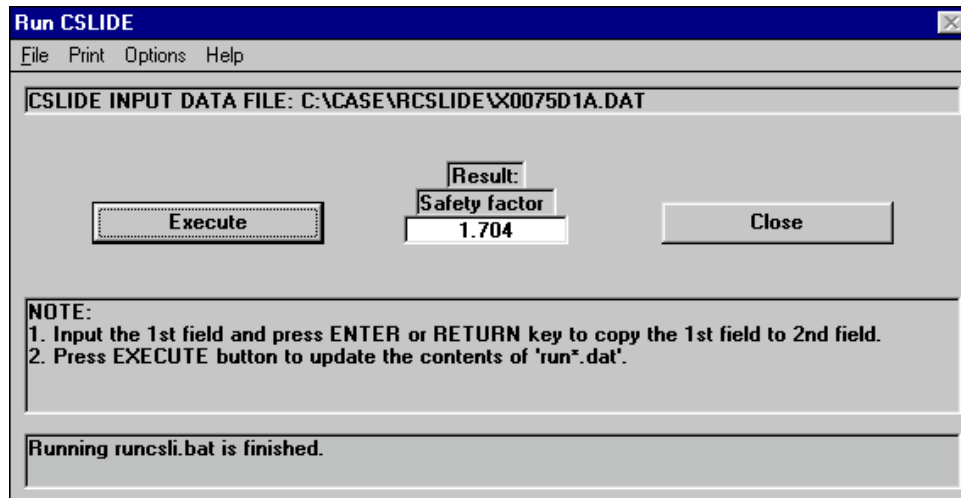 Run CSLIDE
File Print Options Help
CSLIDE INPUT DATA FILE: C:\CASE\RCSLIDE\X0075D1A.DAT
Result:
Safety factor
Execute
1.704
Close
NOTE:
1. Input the 1st field and press ENTER or RETURN key to copy the 1st field to 2nd field.
2. Press EXECUTE button to update the contents of 'run*.dat'.
Running runcsli.bat is finished.